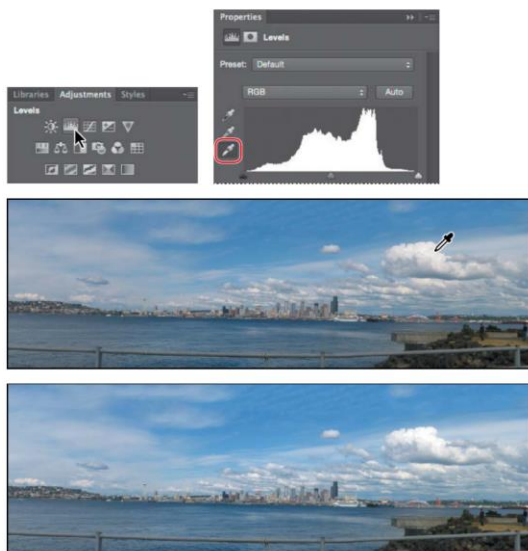 Properties
Levels
Preset: Default
RGB Auto
Libraries Adjustments Styles
Levels